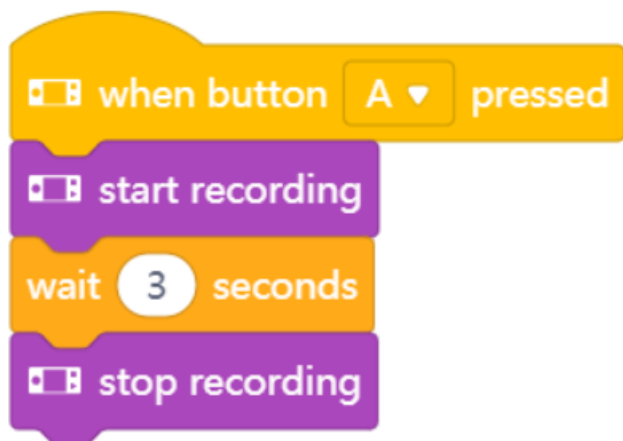 when button A pressed
start recording
wait 3 seconds
stop recording